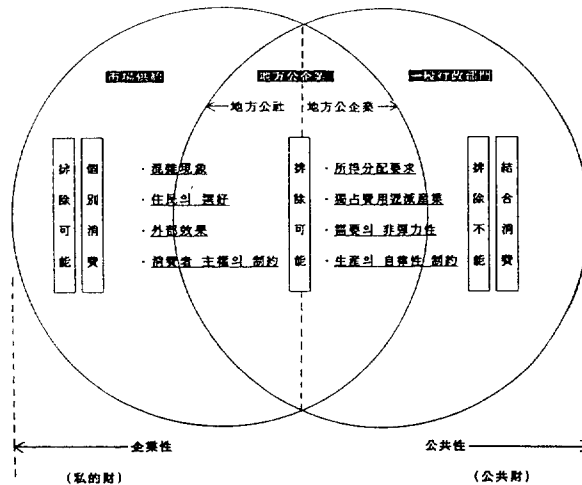 市場供給 地方公企業 一般行政部門
地方公社 地方公企業
排除可能
個別消費
・混雜現象
・住民의 選好
・外部效果
・消費者 主權의 制約
排除可能
・所得分配要求
・獨占費用遞減産業
・需要의 非彈力性
・生産의 自律性 制約
排除不能
結合消費
企業性 公共性
(私的財) (公共財)